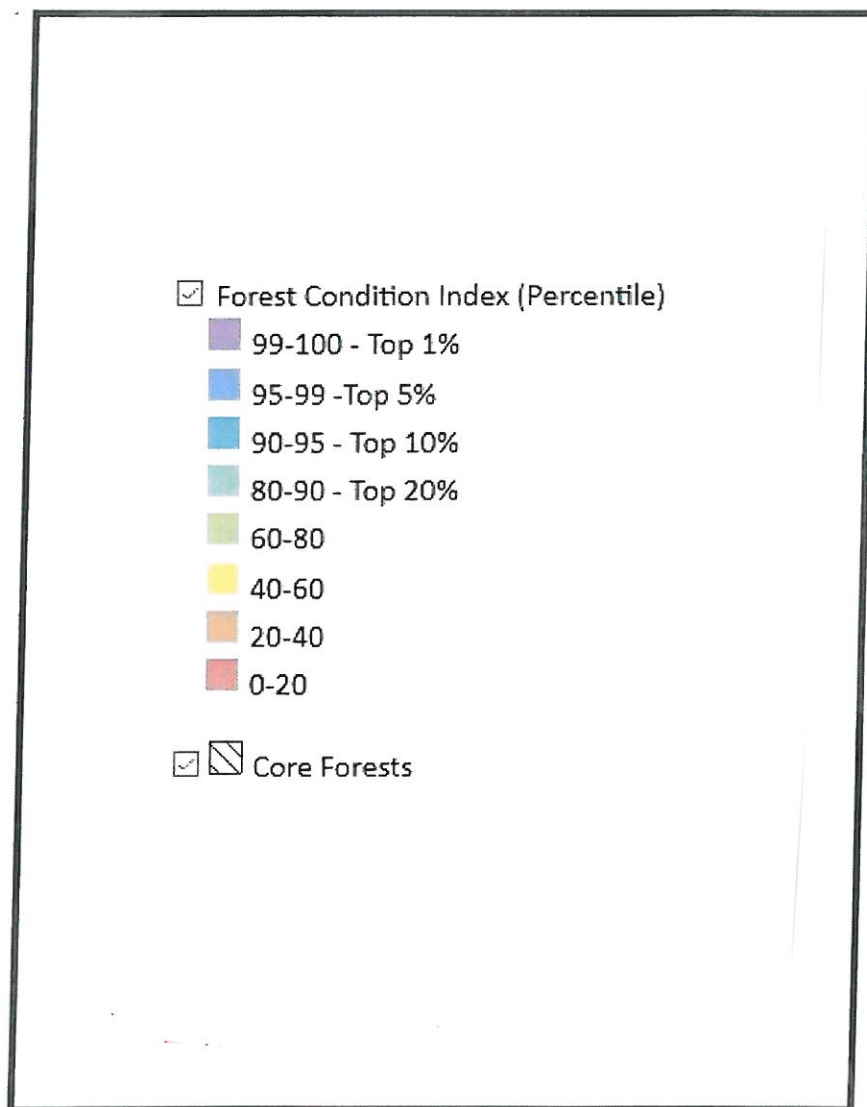 Forest Condition Index (Percentile)
99-100 - Top 1%
95-99 -Top 5%
90-95 - Top 10%
80-90 - Top 20%
60-80
40-60
20-40
0-20
Core Forests